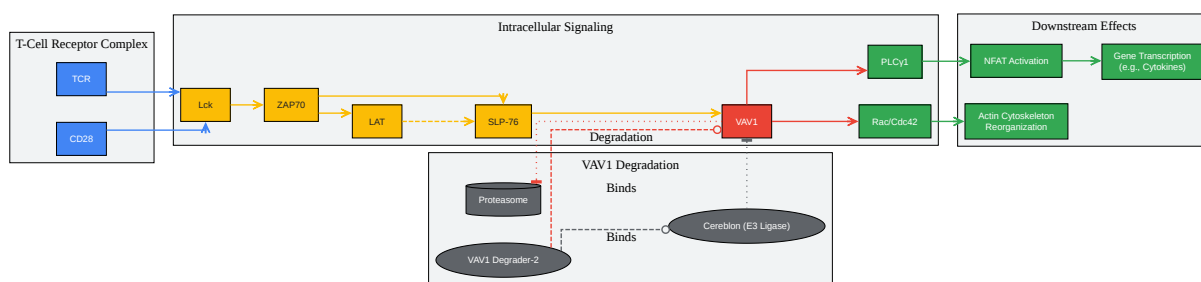 T-Cell Receptor Complex
TCR
CD28
Intracellular Signaling
Lck
ZAP70
LAT
SLP-76
VAV1
PLCγ1
Rac/Cdc42
Degradation
Downstream Effects
NFAT Activation
Gene Transcription
(e.g., Cytokines)
Actin Cytoskeleton
Reorganization
VAV1 Degradation
Proteasome
Binds
Cereblon (E3 Ligase)
Binds
VAV1 Degrader-2